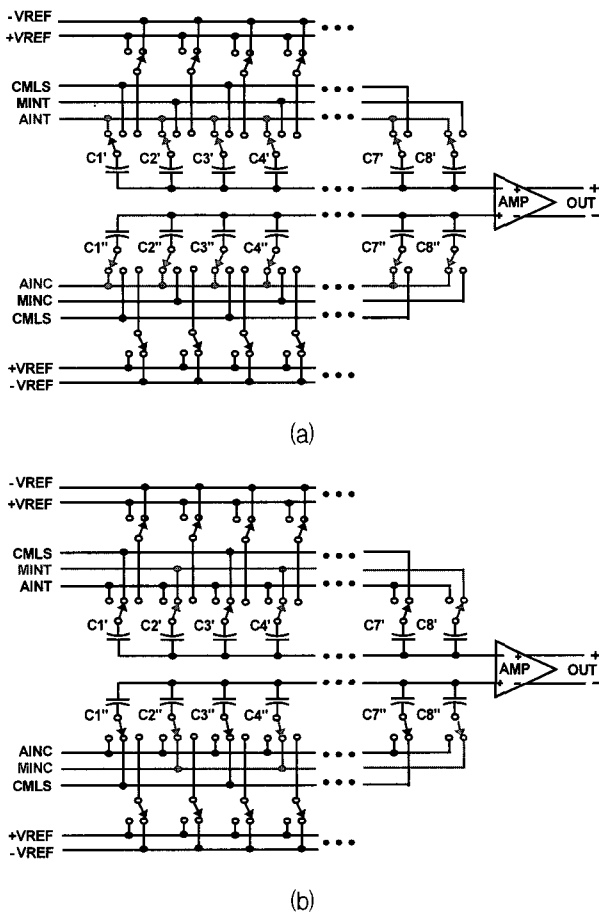 -VREF
+VREF
CMLS
MINT
AINT
C1' C2' C3' C4' C7' C8'
AMP
- +
+ -
OUT
+
-
C1" C2" C3" C4" C7" C8"
AINC
MINC
CMLS
+VREF
-VREF
(a)
-VREF
+VREF
CMLS
MINT
AINT
C1' C2' C3' C4' C7' C8'
AMP
- +
+ -
OUT
+
-
C1" C2" C3" C4" C7" C8"
AINC
MINC
CMLS
+VREF
-VREF
(b)